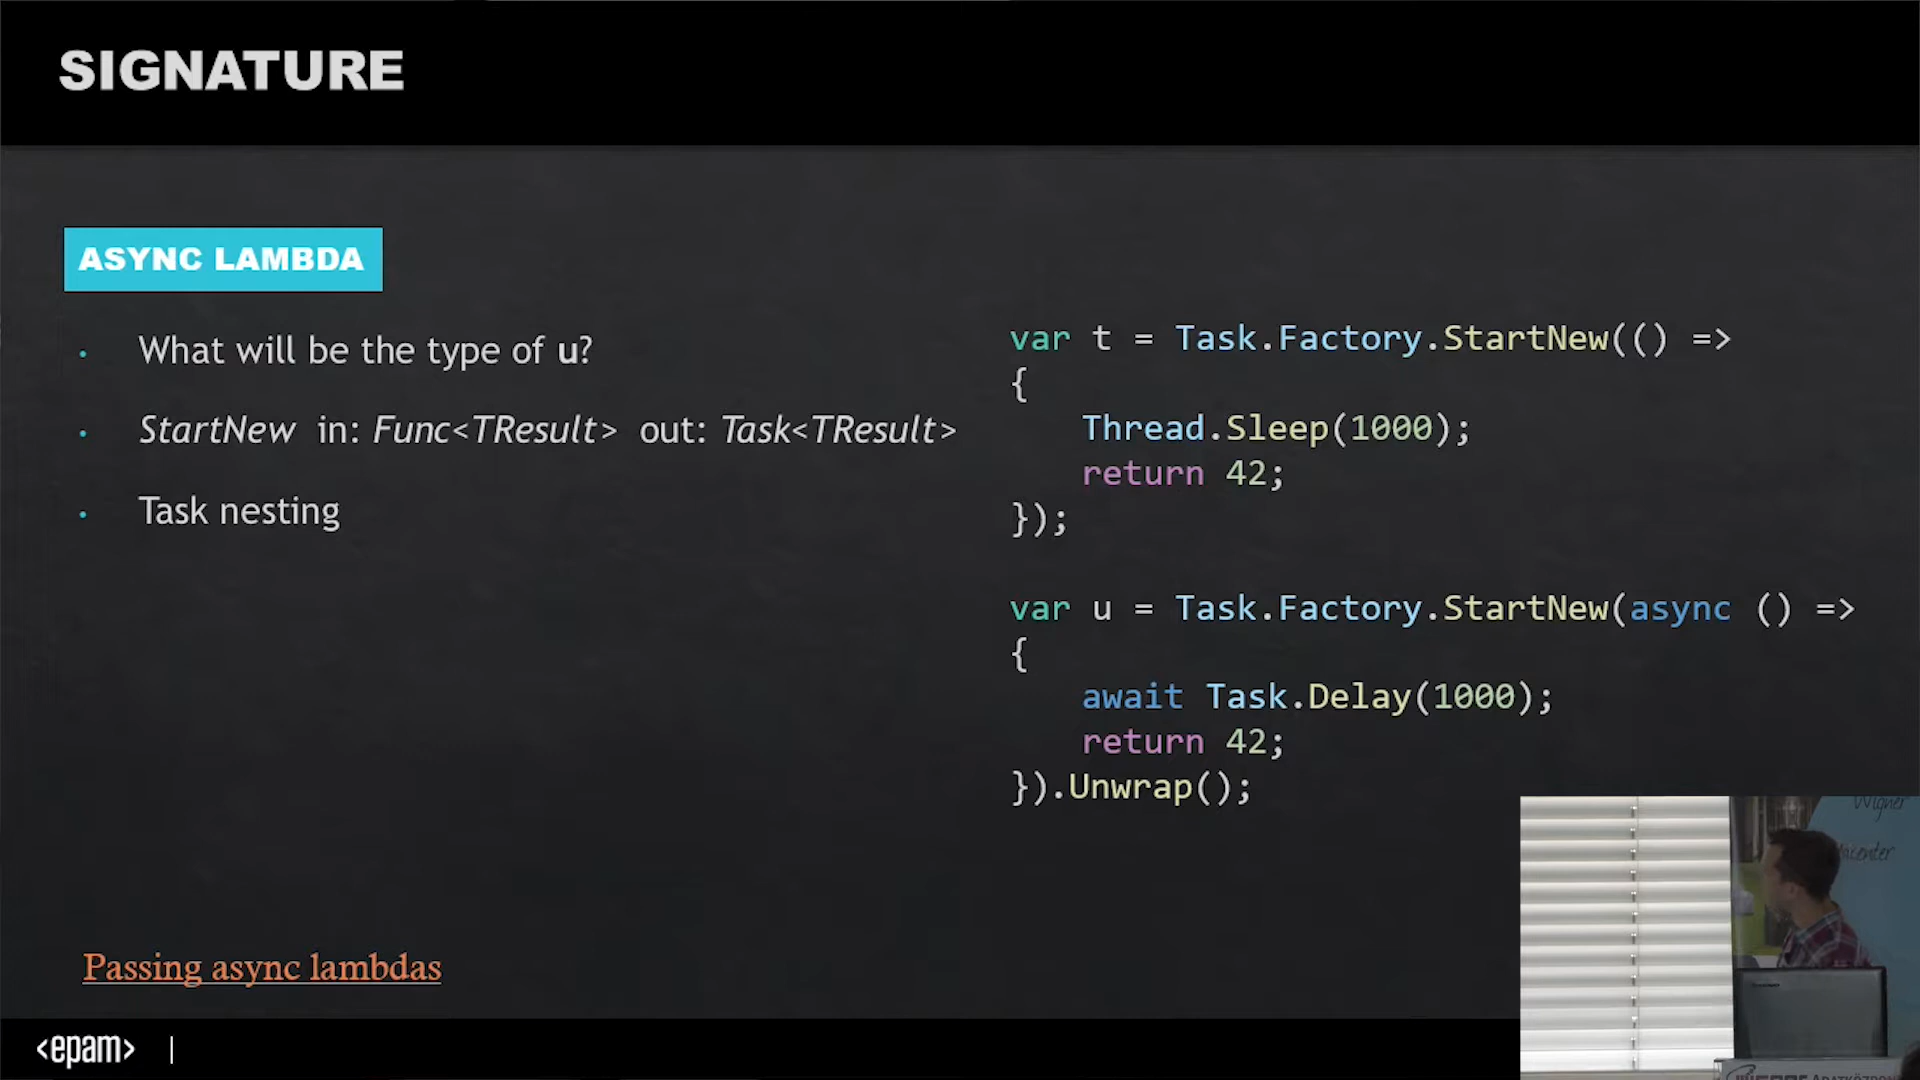 SIGNATURE
ASYNC LAMBDA
· What will be the type of u?
· StartNew in: Func<TResult> out: Task<TResult>
· Task nesting
var t = Task.Factory.StartNew(() =>
{
    Thread.Sleep(1000);
    return 42;
});
var u = Task.Factory.StartNew(async () =>
{
    await Task.Delay(1000);
    return 42;
}).Unwrap();
Passing async lambdas
<epam> |
Wigner